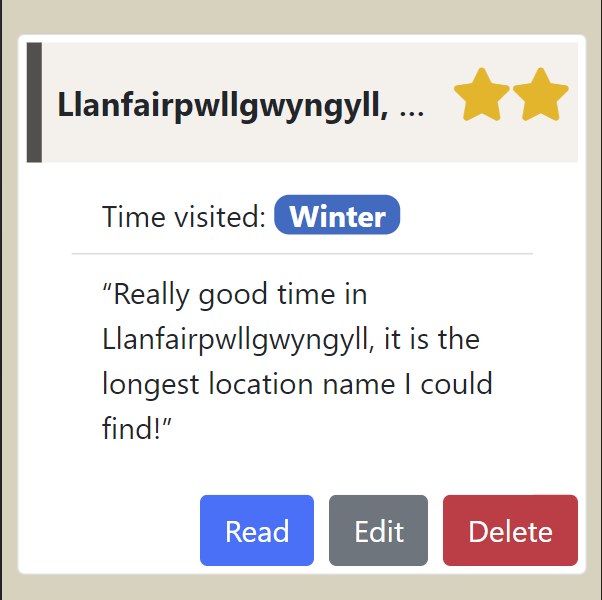 Llanfairpwllgwyngyll, ...
Time visited: Winter
“Really good time in
Llanfairpwllgwyngyll, it is the
longest location name I could
find!”
Read Edit Delete